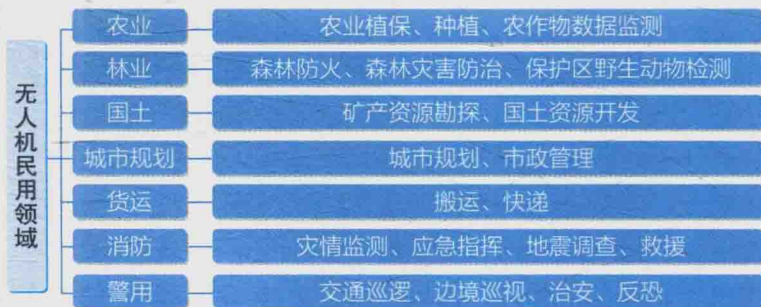 无人机民用领域
农业 农业植保、种植、农作物数据监测
林业 森林防火、森林灾害防治、保护区野生动物检测
国土 矿产资源勘探、国土资源开发
城市规划 城市规划、市政管理
货运 搬运、快递
消防 灾情监测、应急指挥、地震调查、救援
警用 交通巡逻、边境巡视、治安、反恐